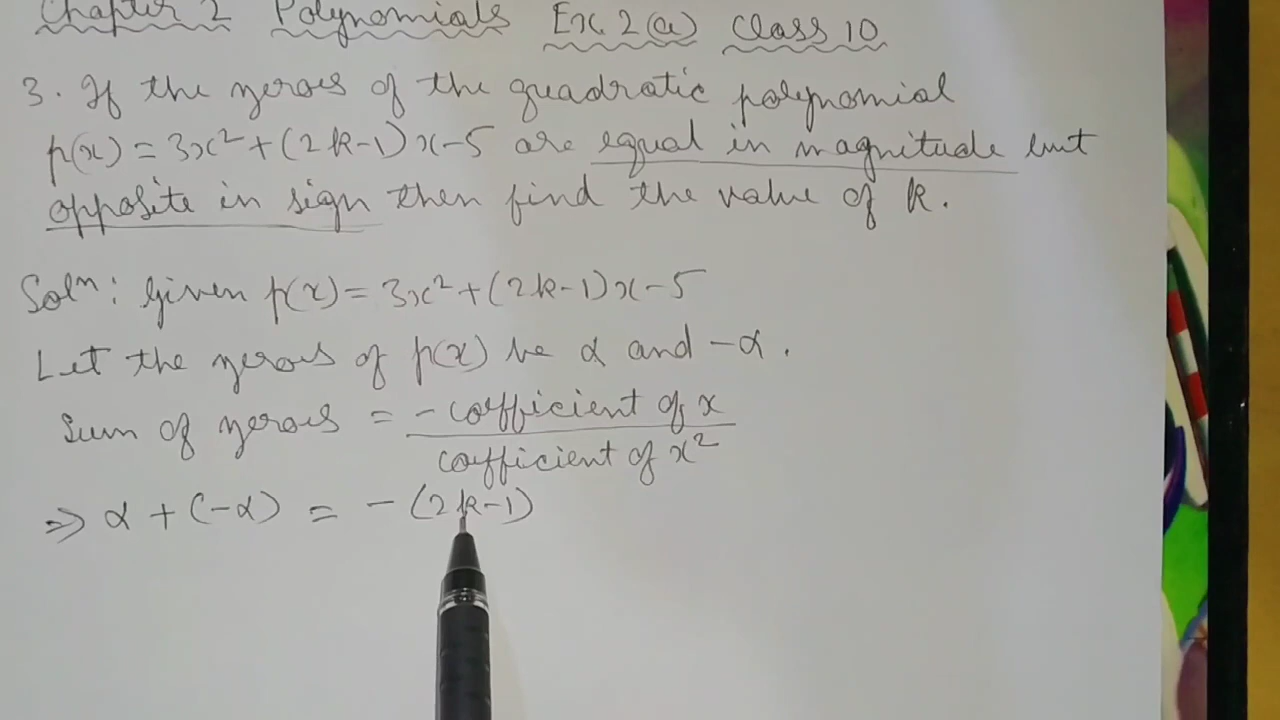 Chapter 2 Polynomials Ex 2(a) Class 10
3. If the zeroes of the quadratic polynomial
p(x) = 3x² + (2k-1)x - 5 are equal in magnitude but
opposite in sign then find the value of k.
Solⁿ: Given p(x) = 3x² + (2k-1)x - 5
Let the zeroes of p(x) be α and -α.
Sum of zeroes = - coefficient of x
coefficient of x²
⇒ α + (-α) = - (2k-1)